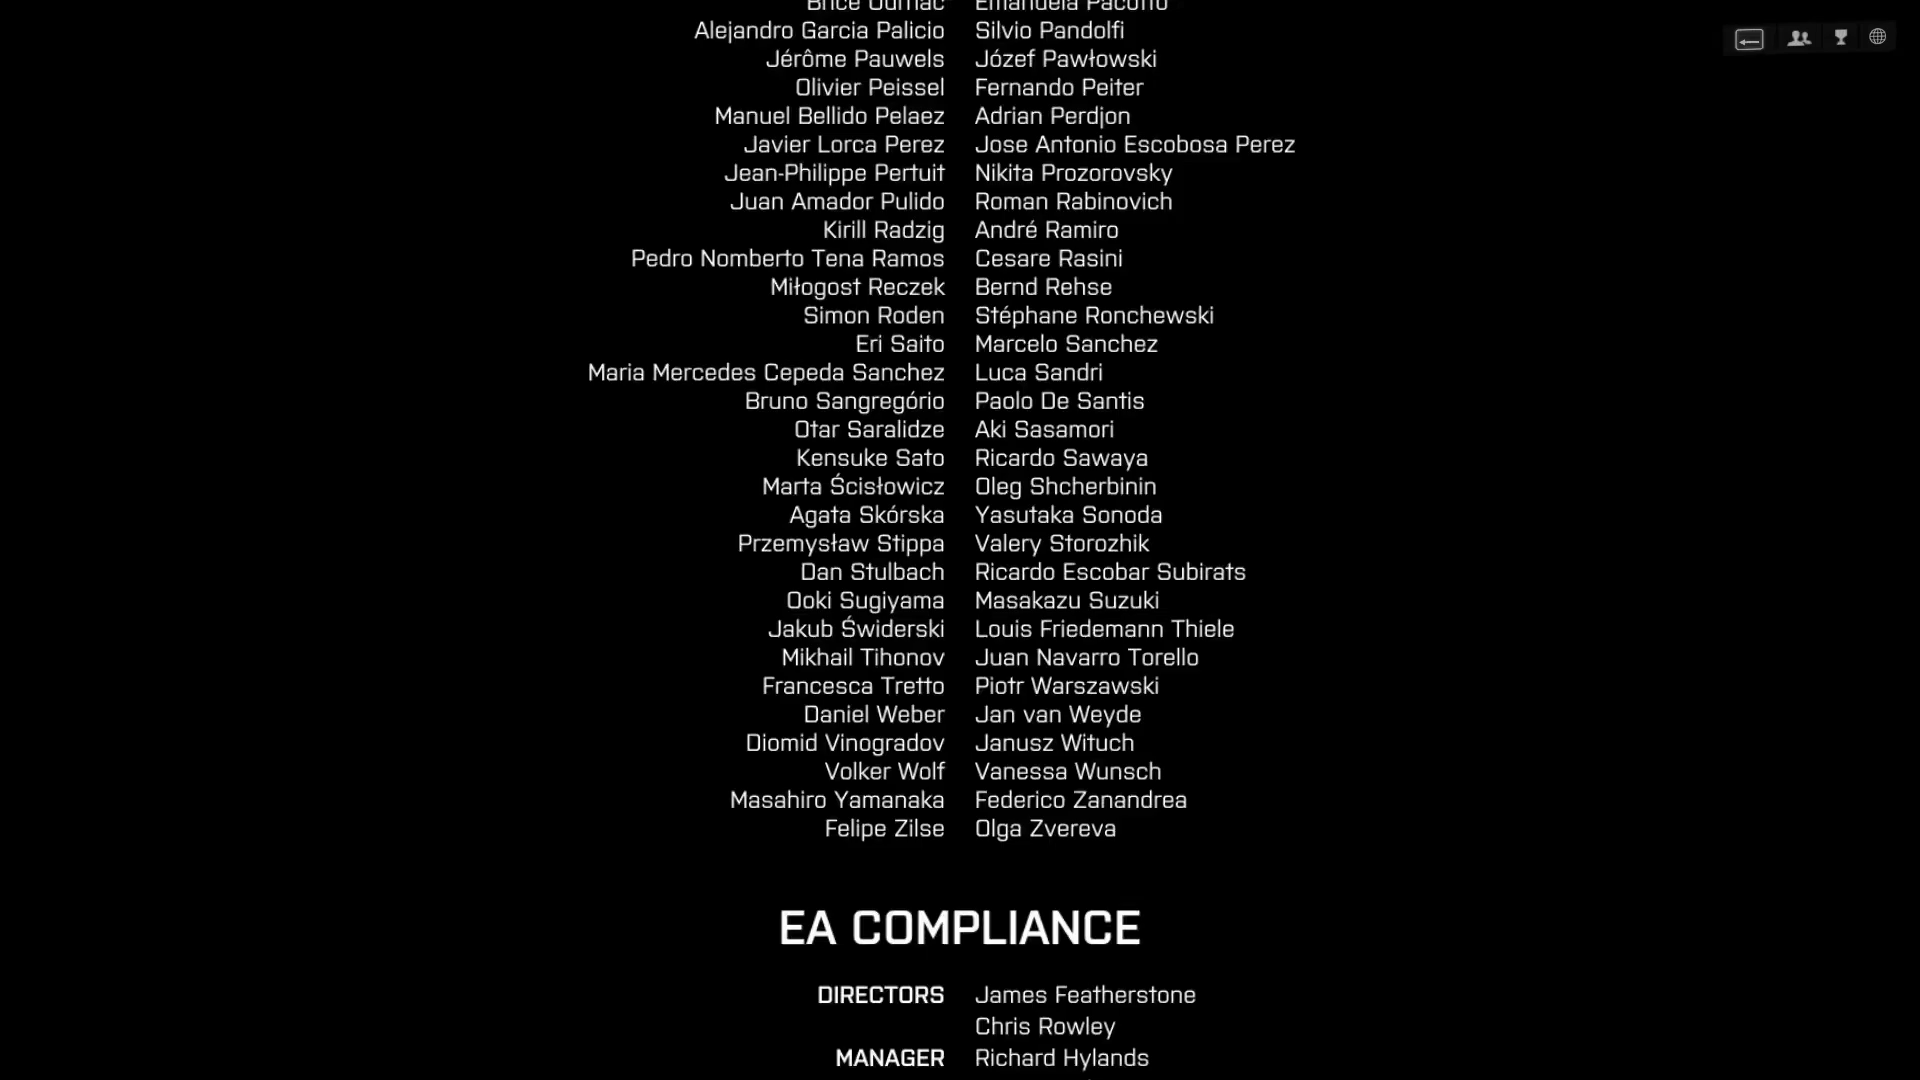 Alejandro Garcia Palicio Silvio Pandolfi
Jérôme Pauwels Józef Pawłowski
Olivier Peissel Fernando Peiter
Manuel Bellido Pelaez Adrian Perdjon
Javier Lorca Perez Jose Antonio Escobosa Perez
Jean-Philippe Pertuit Nikita Prozorovsky
Juan Amador Pulido Roman Rabinovich
Kirill Radzig André Ramiro
Pedro Nomberto Tena Ramos Cesare Rasini
Miłogost Reczek Bernd Rehse
Simon Roden Stéphane Ronchewski
Eri Saito Marcelo Sanchez
Maria Mercedes Cepeda Sanchez Luca Sandri
Bruno Sangregório Paolo De Santis
Otar Saralidze Aki Sasamori
Kensuke Sato Ricardo Sawaya
Marta Ścisłowicz Oleg Shcherbinin
Agata Skórska Yasutaka Sonoda
Przemysław Stippa Valery Storozhik
Dan Stulbach Ricardo Escobar Subirats
Ooki Sugiyama Masakazu Suzuki
Jakub Świderski Louis Friedemann Thiele
Mikhail Tihonov Juan Navarro Torello
Francesca Tretto Piotr Warszawski
Daniel Weber Jan van Weyde
Diomid Vinogradov Janusz Wituch
Volker Wolf Vanessa Wunsch
Masahiro Yamanaka Federico Zanandrea
Felipe Zilse Olga Zvereva
EA COMPLIANCE
DIRECTORS James Featherstone
Chris Rowley
MANAGER Richard Hylands